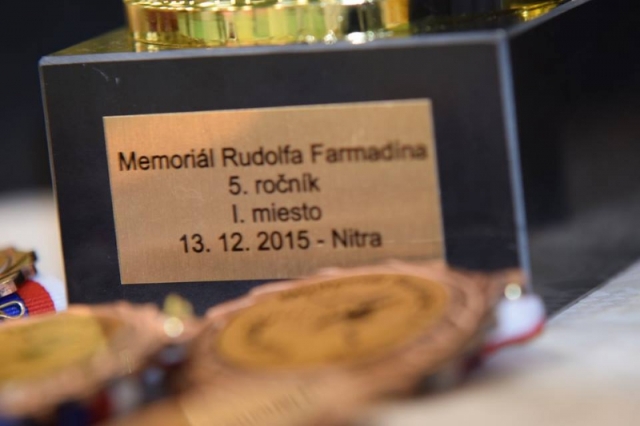 Memoriál Rudolfa Farmadína
5. ročník
I. miesto
13. 12. 2015 - Nitra